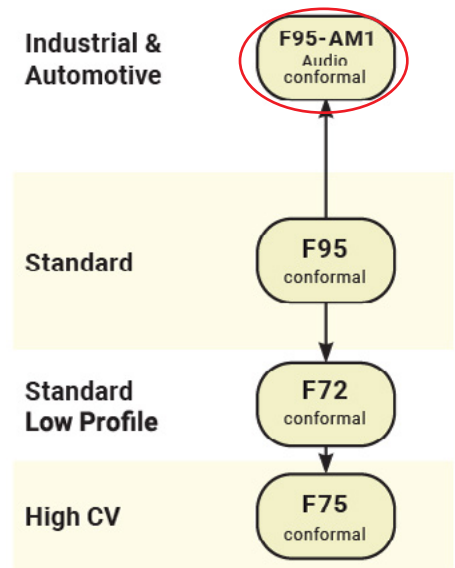 Industrial &
Automotive
F95-AM1
Audio
conformal
Standard
F95
conformal
Standard
Low Profile
F72
conformal
High CV
F75
conformal